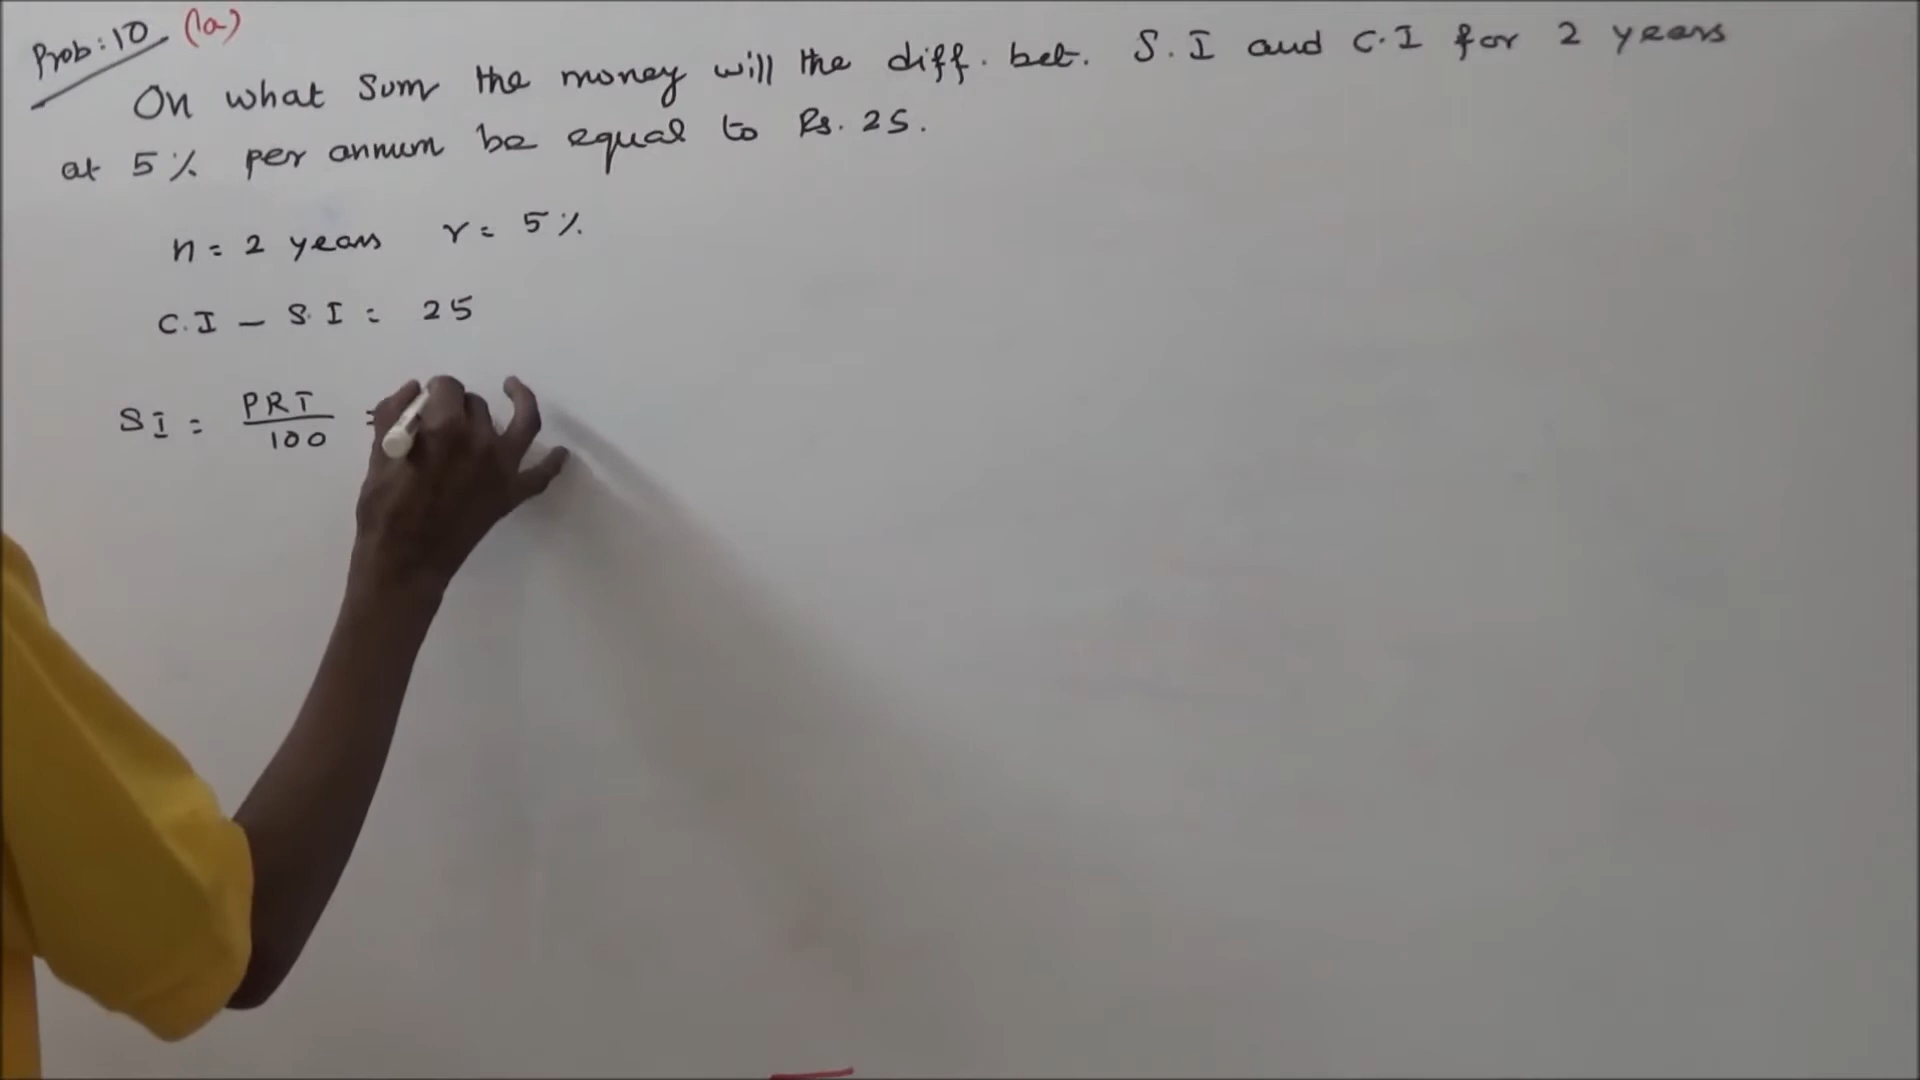 Prob:10 (1a)
On what sum the money will the diff. bet. S.I and C.I for 2 years
at 5% per annum be equal to Rs. 25.
n = 2 years r = 5%
C.I - S.I = 25
SI = PRT/100 =